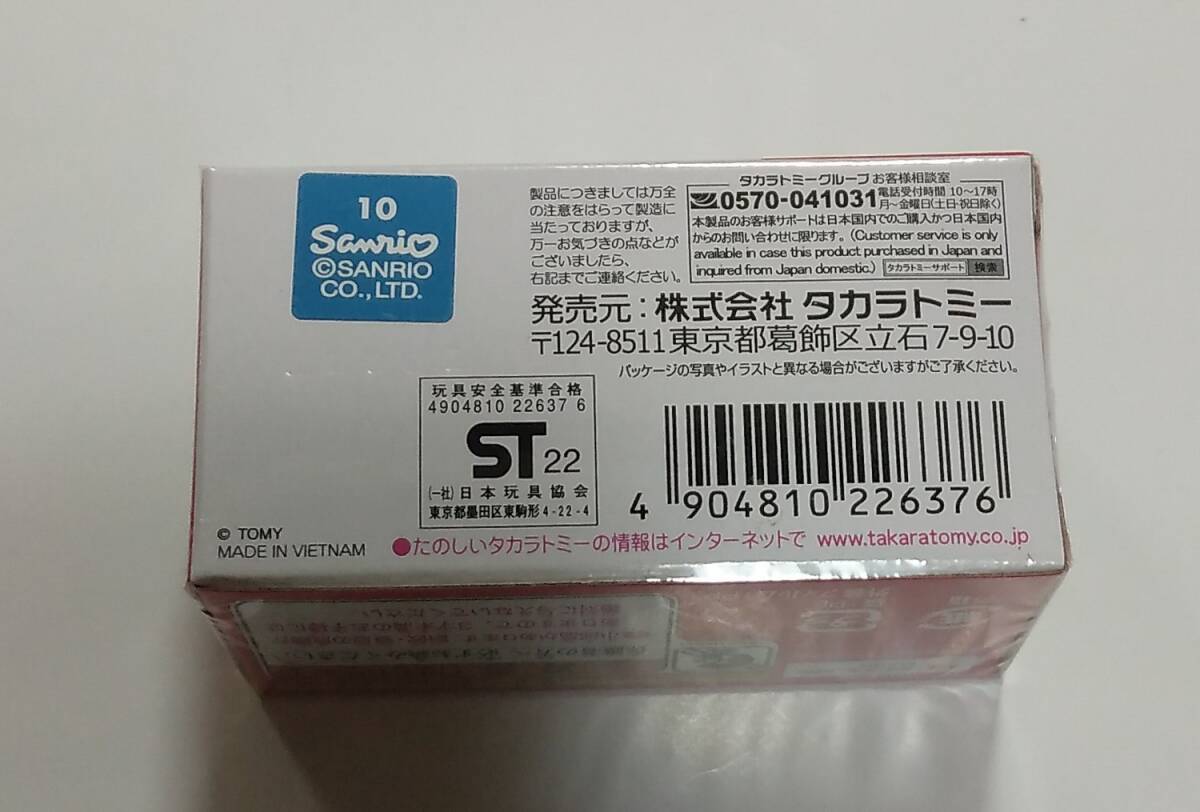 10
Sanrio
©SANRIO
CO.,LTD.
製品につきましては万全
の注意をはらって製造に
当たっておりますが、
万一お気づきの点などが
ございましたら、
右記までご連絡ください。
タカラトミーグループお客様相談室
0570-041031 電話受付時間 10〜17時
月〜金曜日(土日・祝日除く)
本製品のお客様サポートは日本国内でのご購入かつ日本国内
からのお問い合わせに限ります。(Customer service is only
available in case this product purchased in Japan and
inquired from Japan domestic.) タカラトミーサポート 検索
発売元:株式会社 タカラトミー
〒124-8511東京都葛飾区立石7-9-10
パッケージの写真やイラストと異なる場合がございますがご了承ください。
玩具安全基準合格
4904810 22637 6
ST 22
(一社)日本玩具協会
東京都墨田区東駒形4-22-4
4 904810 226376
© TOMY
MADE IN VIETNAM
●たのしいタカラトミーの情報はインターネットで www.takaratomy.co.jp